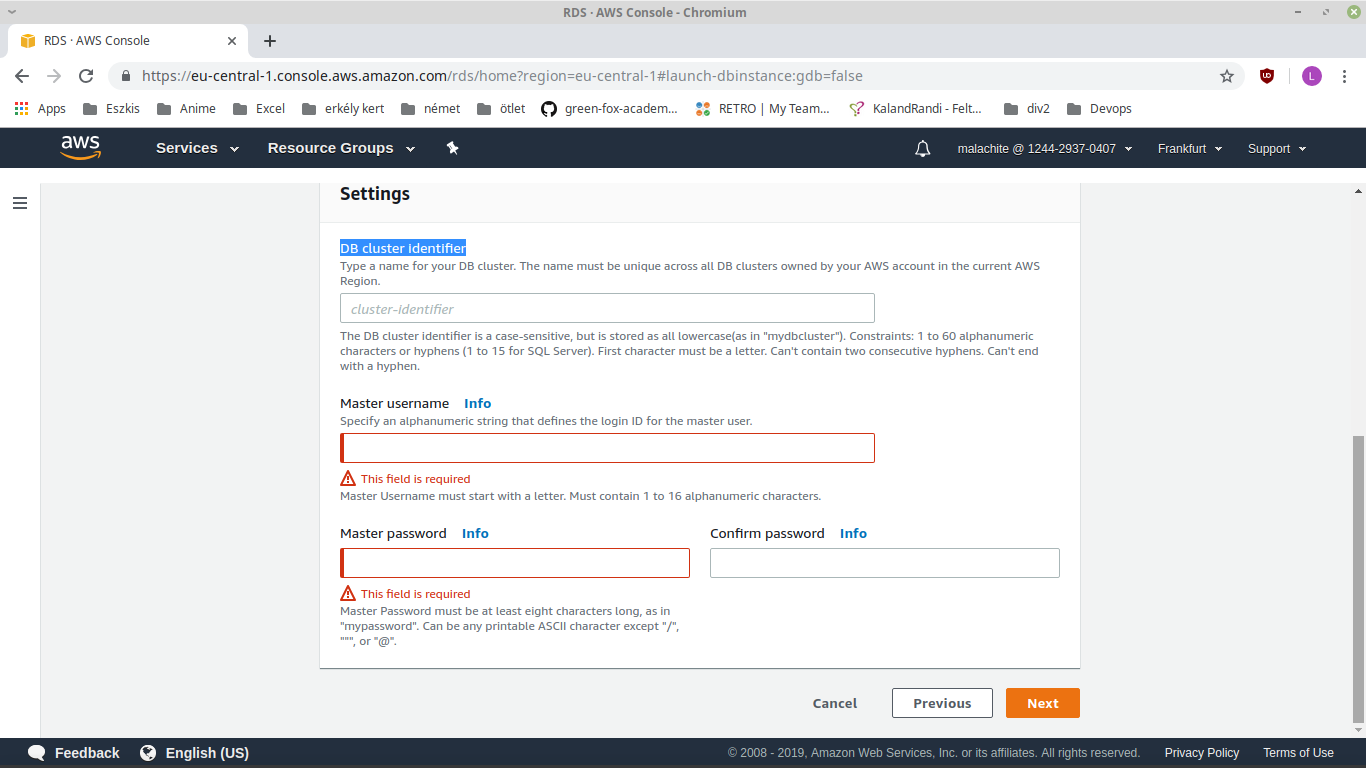 RDS · AWS Console - Chromium
RDS · AWS Console
https://eu-central-1.console.aws.amazon.com/rds/home?region=eu-central-1#launch-dbinstance:gdb=false
UD
L
Apps Eszkis Anime Excel erkély kert német ötlet green-fox-academ... RETRO | My Team... KalandRandi - Felt... div2 Devops
aws Services Resource Groups malachite @ 1244-2937-0407 Frankfurt Support
Settings
DB cluster identifier
Type a name for your DB cluster. The name must be unique across all DB clusters owned by your AWS account in the current AWS
Region.
cluster-identifier
The DB cluster identifier is a case-sensitive, but is stored as all lowercase(as in "mydbcluster"). Constraints: 1 to 60 alphanumeric
characters or hyphens (1 to 15 for SQL Server). First character must be a letter. Can't contain two consecutive hyphens. Can't end
with a hyphen.
Master username Info
Specify an alphanumeric string that defines the login ID for the master user.
This field is required
Master Username must start with a letter. Must contain 1 to 16 alphanumeric characters.
Master password Info Confirm password Info
This field is required
Master Password must be at least eight characters long, as in
"mypassword". Can be any printable ASCII character except "/",
""", or "@".
Cancel Previous Next
Feedback English (US) © 2008 - 2019, Amazon Web Services, Inc. or its affiliates. All rights reserved. Privacy Policy Terms of Use